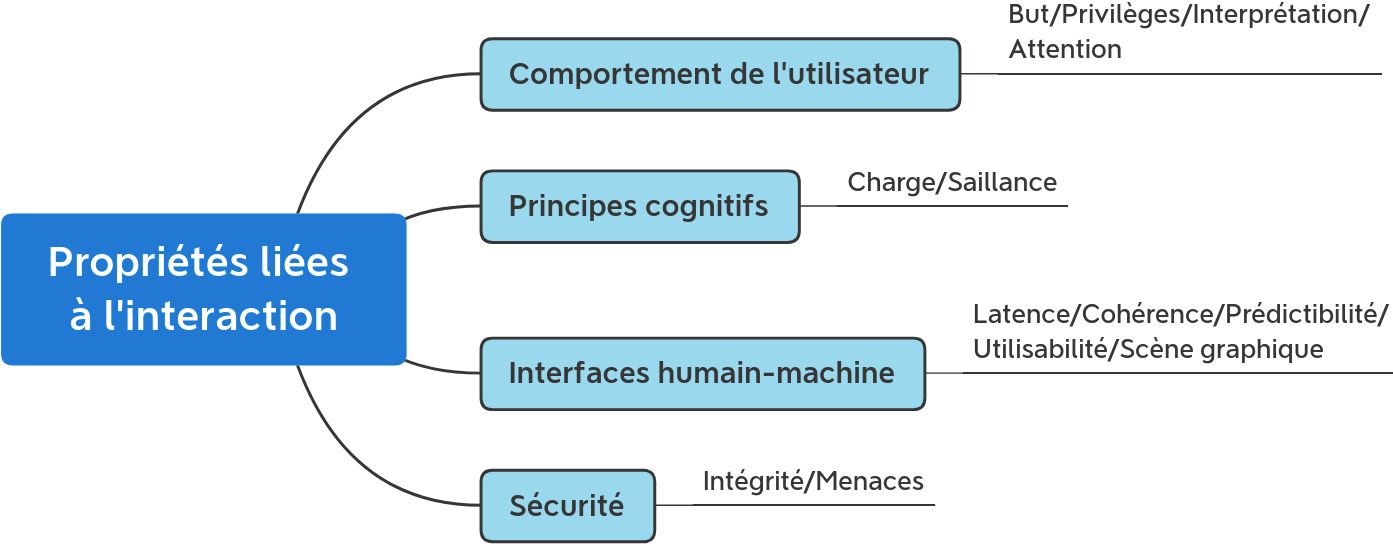 Propriétés liées
à l'interaction
Comportement de l'utilisateur
But/Privilèges/Interprétation/
Attention
Principes cognitifs
Charge/Saillance
Interfaces humain-machine
Latence/Cohérence/Prédictibilité/
Utilisabilité/Scène graphique
Sécurité
Intégrité/Menaces